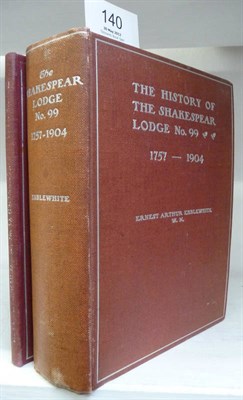 140
The
SHAKESPEAR
LODGE
No. 99
1757-1904
EBBLEWHITE
THE HISTORY OF
THE SHAKESPEAR
LODGE No. 99
1757 — 1904
ERNEST ARTHUR EBBLEWHITE